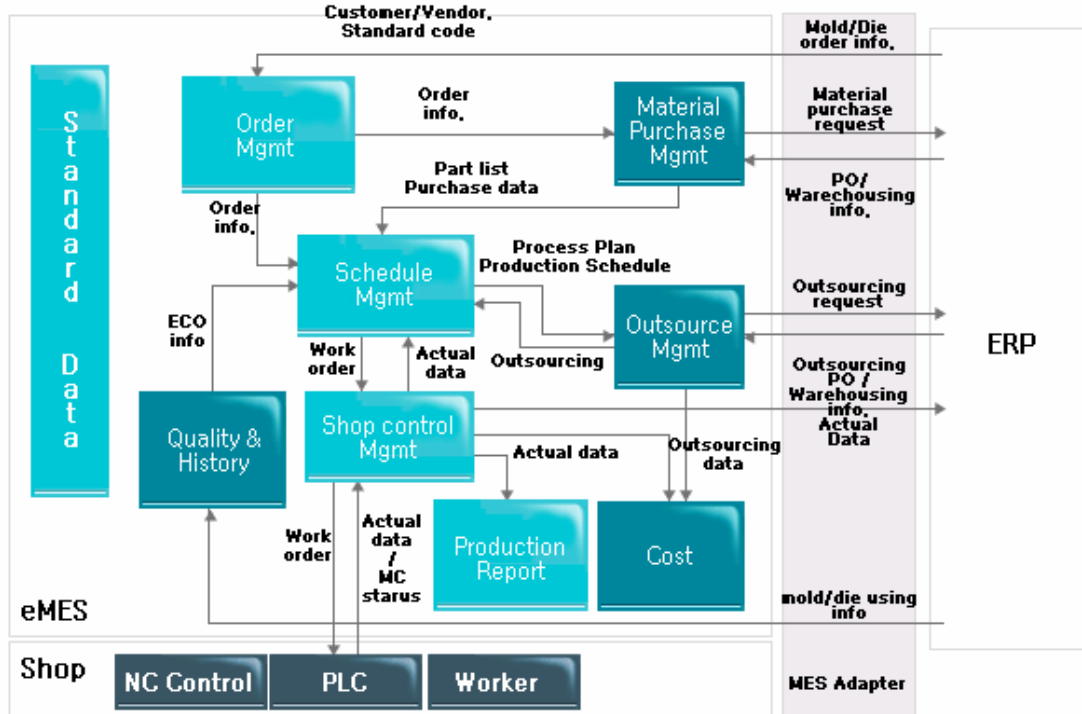 Customer/Vendor.
Standard code
Mold/Die
order info.
Standard Data
Order
Mgmt
Order
info.
Material
Purchase
Mgmt
Material
purchase
request
Part list
Purchase data
PO/
Warechousing
info.
Order
info.
Schedule
Mgmt
Process Plan
Production Schedule
Outsourcing
request
ECO
info
Outsource
Mgmt
ERP
Work
order
Actual
data
Outsourcing
Outsourcing
PO /
Warehousing
info.
Actual
Data
Quality &
History
Shop control
Mgmt
Actual data
Outsourcing
data
Work
order
Actual
data
/
MC
starus
Production
Report
Cost
eMES
mold/die using
info
Shop
NC Control
PLC
Worker
MES Adapter